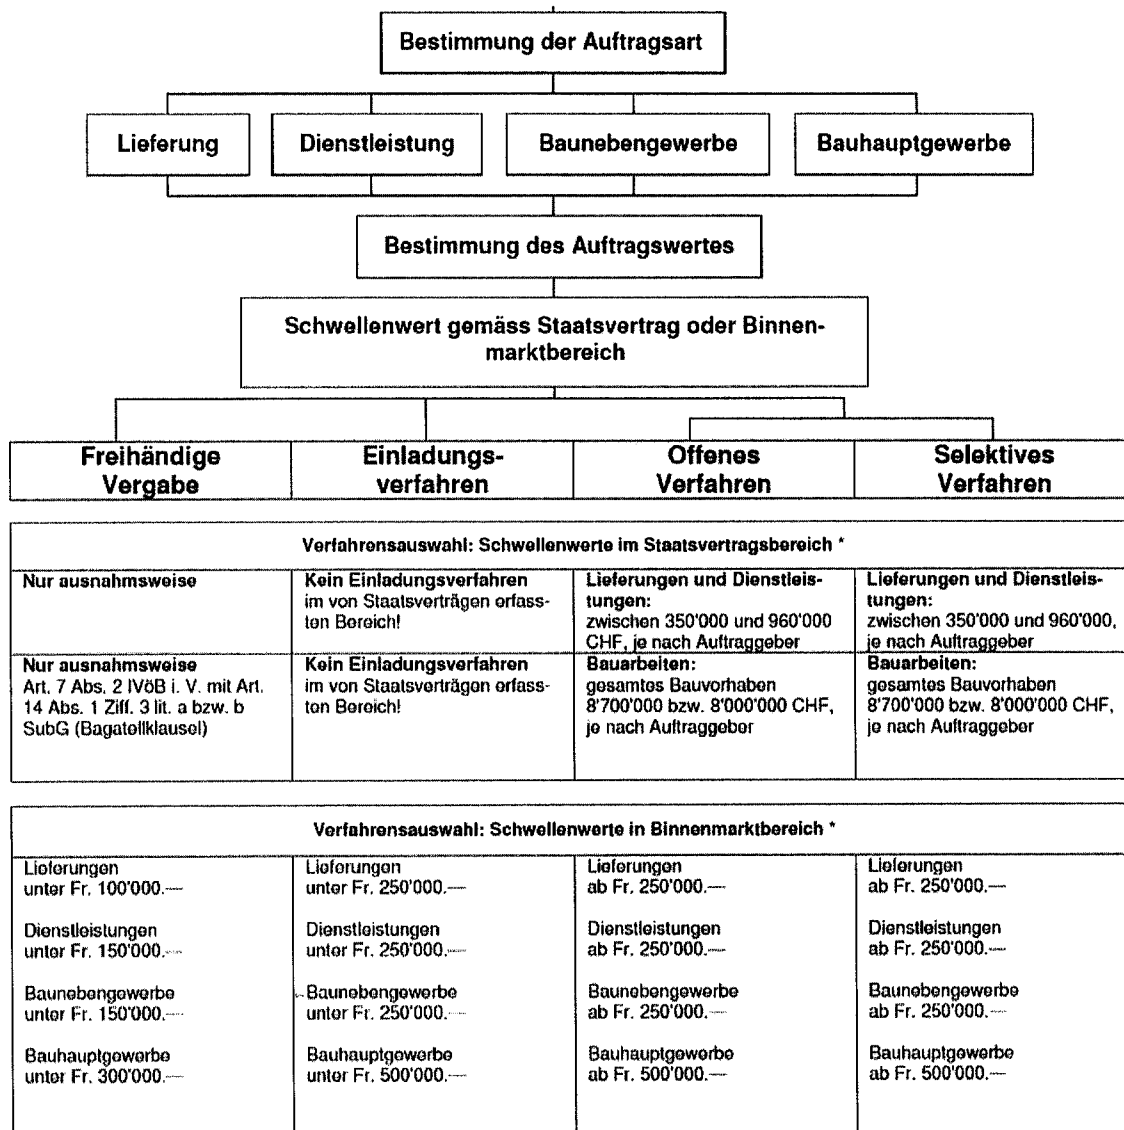 Bestimmung der Auftragsart
Lieferung
Dienstleistung
Baunebengewerbe
Bauhauptgewerbe
Bestimmung des Auftragswertes
Schwellenwert gemäss Staatsvertrag oder Binnen-
marktbereich
Freihändige
Vergabe
Einladungs-
verfahren
Offenes
Verfahren
Selektives
Verfahren
Verfahrensauswahl: Schwellenwerte im Staatsvertragsbereich *
Nur ausnahmsweise
Kein Einladungsverfahren
im von Staatsverträgen erfass-
ten Bereich!
Lieferungen und Dienstleis-
tungen:
zwischen 350'000 und 960'000
CHF, je nach Auftraggeber
Lieferungen und Dienstleis-
tungen:
zwischen 350'000 und 960'000,
je nach Auftraggeber
Nur ausnahmsweise
Art. 7 Abs. 2 IVöB i. V. mit Art.
14 Abs. 1 Ziff. 3 lit. a bzw. b
SubG (Bagatellklausel)
Kein Einladungsverfahren
im von Staatsverträgen erfass-
ten Bereich!
Bauarbeiten:
gesamtes Bauvorhaben
8'700'000 bzw. 8'000'000 CHF,
je nach Auftraggeber
Bauarbeiten:
gesamtes Bauvorhaben
8'700'000 bzw. 8'000'000 CHF,
je nach Auftraggeber
Verfahrensauswahl: Schwellenwerte in Binnenmarktbereich *
Lieferungen
unter Fr. 100'000.—
Dienstleistungen
unter Fr. 150'000.—
Baunebengewerbe
unter Fr. 150'000.—
Bauhauptgewerbe
unter Fr. 300'000.—
Lieferungen
unter Fr. 250'000.—
Dienstleistungen
unter Fr. 250'000.—
Baunebengewerbe
unter Fr. 250'000.—
Bauhauptgewerbe
unter Fr. 500'000.—
Lieferungen
ab Fr. 250'000.—
Dienstleistungen
ab Fr. 250'000.—
Baunebengewerbe
ab Fr. 250'000.—
Bauhauptgewerbe
ab Fr. 500'000.—
Lieferungen
ab Fr. 250'000.—
Dienstleistungen
ab Fr. 250'000.—
Baunebengewerbe
ab Fr. 250'000.—
Bauhauptgewerbe
ab Fr. 500'000.—